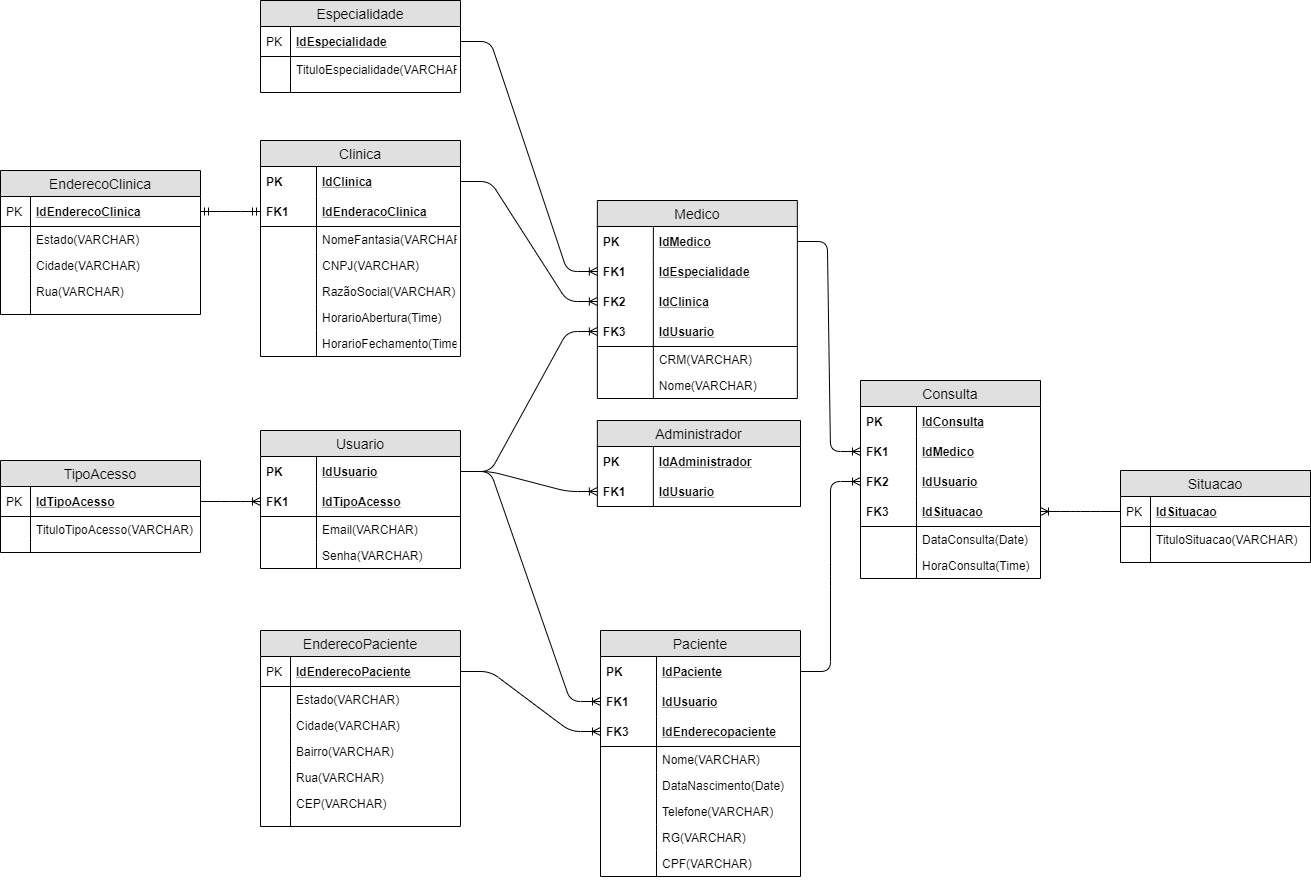 Especialidade
PK IdEspecialidade
TituloEspecialidade(VARCHAR
Clinica
PK IdClinica
FK1 IdEnderacoClinica
NomeFantasia(VARCHAR
CNPJ(VARCHAR)
RazãoSocial(VARCHAR)
HorarioAbertura(Time)
HorarioFechamento(Time
EnderecoClinica
PK IdEnderecoClinica
Estado(VARCHAR)
Cidade(VARCHAR)
Rua(VARCHAR)
Medico
PK IdMedico
FK1 IdEspecialidade
FK2 IdClinica
FK3 IdUsuario
CRM(VARCHAR)
Nome(VARCHAR)
Usuario
PK IdUsuario
FK1 IdTipoAcesso
Email(VARCHAR)
Senha(VARCHAR)
TipoAcesso
PK IdTipoAcesso
TituloTipoAcesso(VARCHAR)
Administrador
PK IdAdministrador
FK1 IdUsuario
Consulta
PK IdConsulta
FK1 IdMedico
FK2 IdUsuario
FK3 IdSituacao
DataConsulta(Date)
HoraConsulta(Time)
Situacao
PK IdSituacao
TituloSituacao(VARCHAR)
EnderecoPaciente
PK IdEnderecoPaciente
Estado(VARCHAR)
Cidade(VARCHAR)
Bairro(VARCHAR)
Rua(VARCHAR)
CEP(VARCHAR)
Paciente
PK IdPaciente
FK1 IdUsuario
FK3 IdEnderecopaciente
Nome(VARCHAR)
DataNascimento(Date)
Telefone(VARCHAR)
RG(VARCHAR)
CPF(VARCHAR)